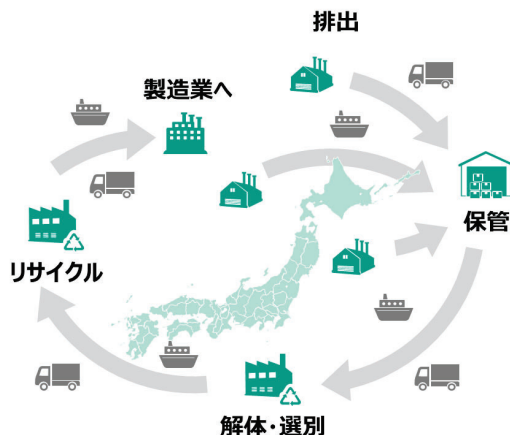 排出
製造業へ
保管
リサイクル
解体・選別